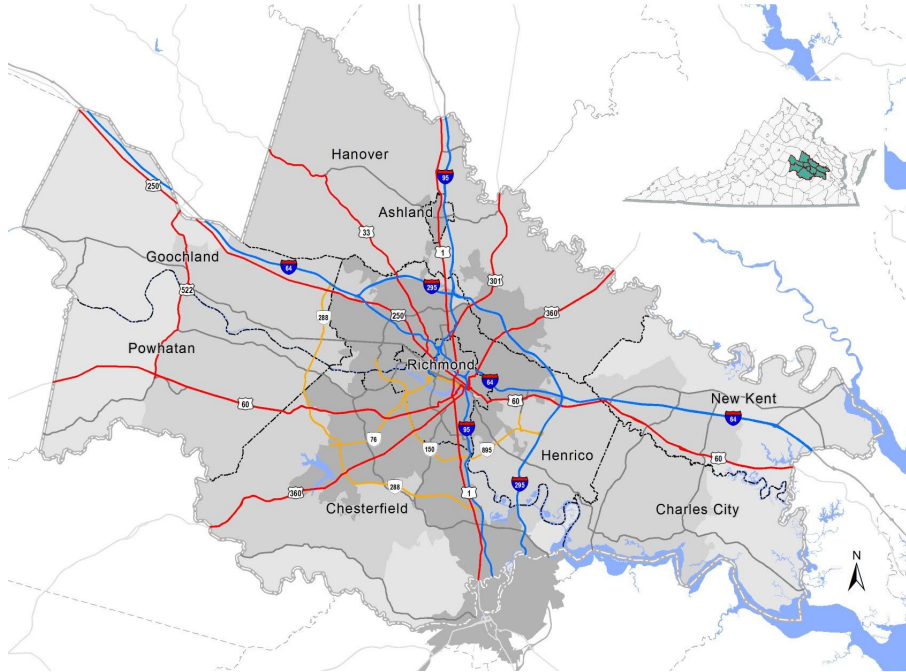 Hanover
95
250
Ashland
33
1
Goochland
64
295
301
522
288
250
360
Powhatan
Richmond
64
60
60
New Kent
64
76
95
150
895
Henrico
60
295
360
288
1
Chesterfield
Charles City
N